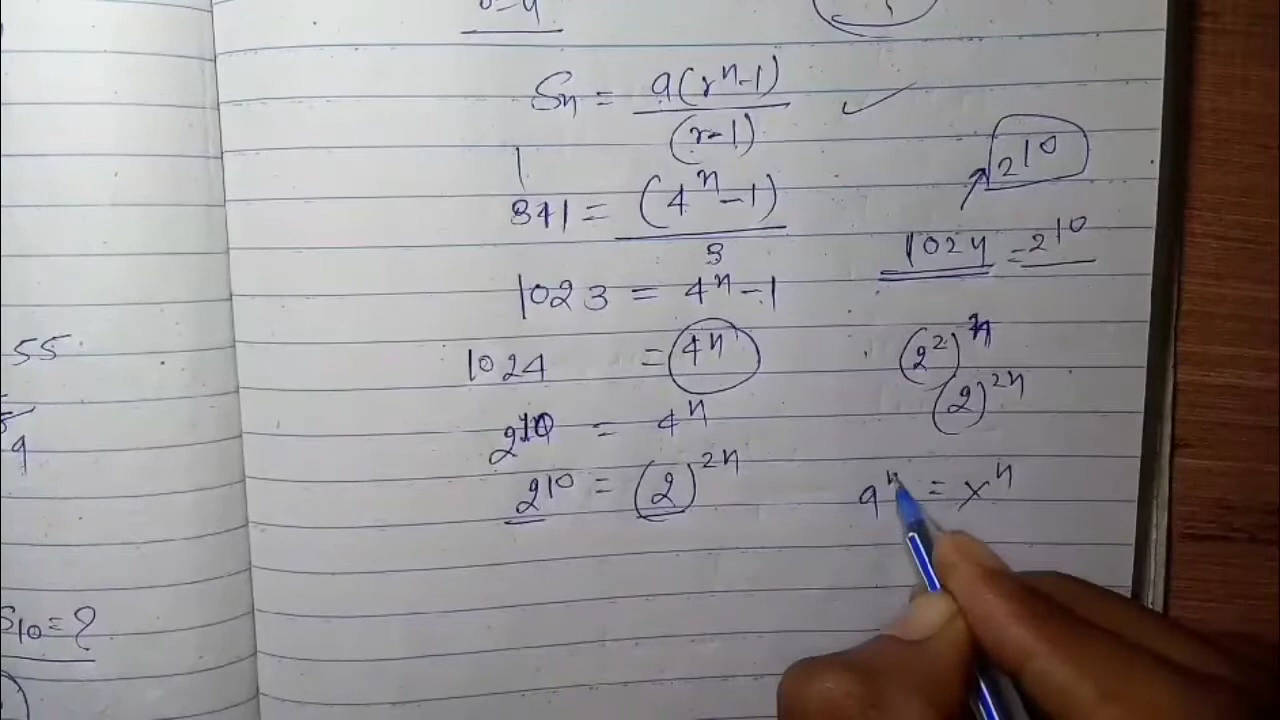 55
9
S10 = ?
Sn = a(r^n-1) / (r-1)
341 = (4^n-1) / 3
1023 = 4^n-1
1024 = 4^n
2^10 = 4^n
2^10 = (2)^2n
2^10
1024 = 2^10
(2^2)^n
(2)^2n
a^n = x^n